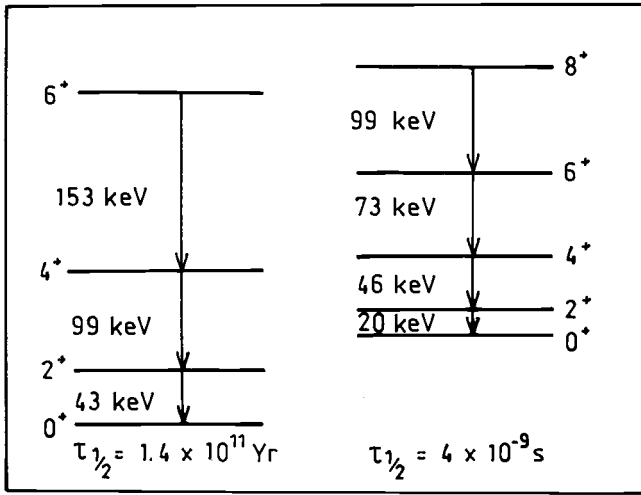 8⁺
6⁺
99 keV
6⁺
153 keV
73 keV
4⁺
4⁺
46 keV
99 keV
2⁺
20 keV
0⁺
2⁺
43 keV
0⁺
τ₁/₂ = 1.4 × 10¹¹ Yr
τ₁/₂ = 4 × 10⁻⁹ s